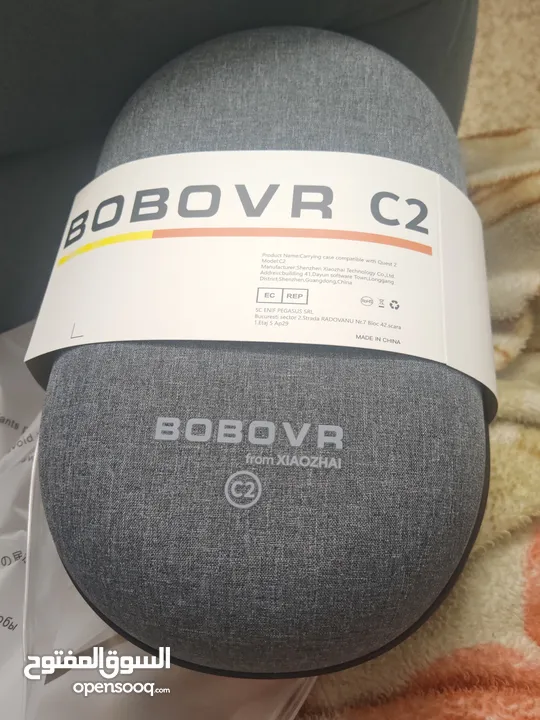 BOBOVR C2
Product Name:Carrying case compatible with Quest 2
Model:C2
Manufacturer:Shenzhen Xiaozhai Technology Co.,Ltd
Address:building 41,Dayun software Town,Longgang
District,Shenzhen,Guangdong,China
EC REP
SC ENIF PEGASUS SRL
Bucuresti sector 2,Strada RADOVANU Nr.7 Bloc 42,scara
1 Etaj 5 Ap29
MADE IN CHINA
BOBOVR
from XIAOZHAI
C2
السوق المفتوح
opensooq.com